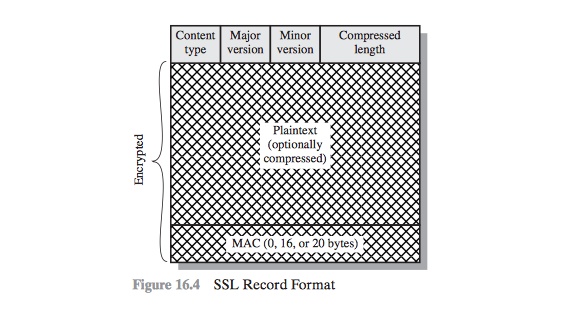 Content Major Minor Compressed
type version version length
Encrypted
Plaintext
(optionally
compressed)
MAC (0, 16, or 20 bytes)
Figure 16.4 SSL Record Format